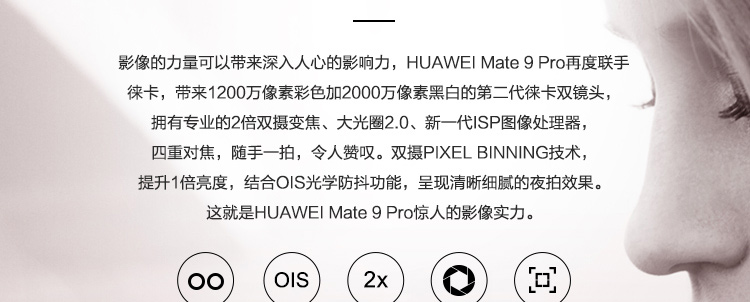 影像的力量可以带来深入人心的影响力，HUAWEI Mate 9 Pro再度联手
徕卡，带来1200万像素彩色加2000万像素黑白的第二代徕卡双镜头，
拥有专业的2倍双摄变焦、大光圈2.0、新一代ISP图像处理器，
四重对焦，随手一拍，令人赞叹。双摄PIXEL BINNING技术，
提升1倍亮度，结合OIS光学防抖功能，呈现清晰细腻的夜拍效果。
这就是HUAWEI Mate 9 Pro惊人的影像实力。
OIS 2x